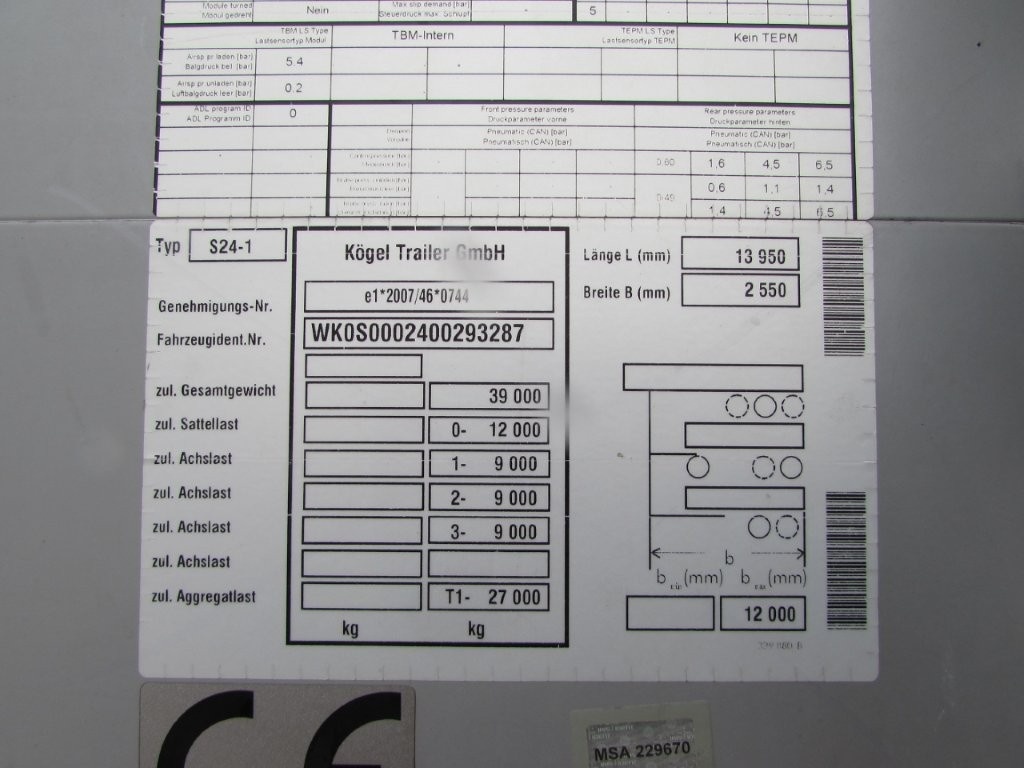 Module turned Nein Max slip demand [bar] - 5
Modul gedreht Steuerdruck max. Schlupf
TBM LS Type TBM-Intern TEPM LS Type Kein TEPM
Lastsensortyp Modul Lastsensortyp TEPM
Airsp pr laden [bar] 5.4
Balgdruck bel. [bar]
Airsp pr unladen [bar] 0.2
Luftbalgdruck leer [bar]
ADL program ID 0 Front pressure parameters Rear pressure parameters
ADL Programm ID Druckparameter vorne Druckparameter hinten
Pneumatic (CAN) [bar] Pneumatic (CAN) [bar]
Pneumatisch (CAN) [bar] Pneumatisch (CAN) [bar]
0.60 1,6 4,5 6,5
0.6 1.1 1.4
0.49
1,4 4,5 6,5
Typ S24-1 Kögel Trailer GmbH Länge L (mm) 13 950
Genehmigungs-Nr. e1*2007/46*0744 Breite B (mm) 2 550
Fahrzeugident.Nr. WK0S0002400293287
zul. Gesamtgewicht 39 000
zul. Sattellast 0- 12 000
zul. Achslast 1- 9 000
zul. Achslast 2- 9 000
zul. Achslast 3- 9 000
zul. Achslast
b
b min (mm) b max (mm)
zul. Aggregatlast T1- 27 000 12 000
kg kg
MSA 229670